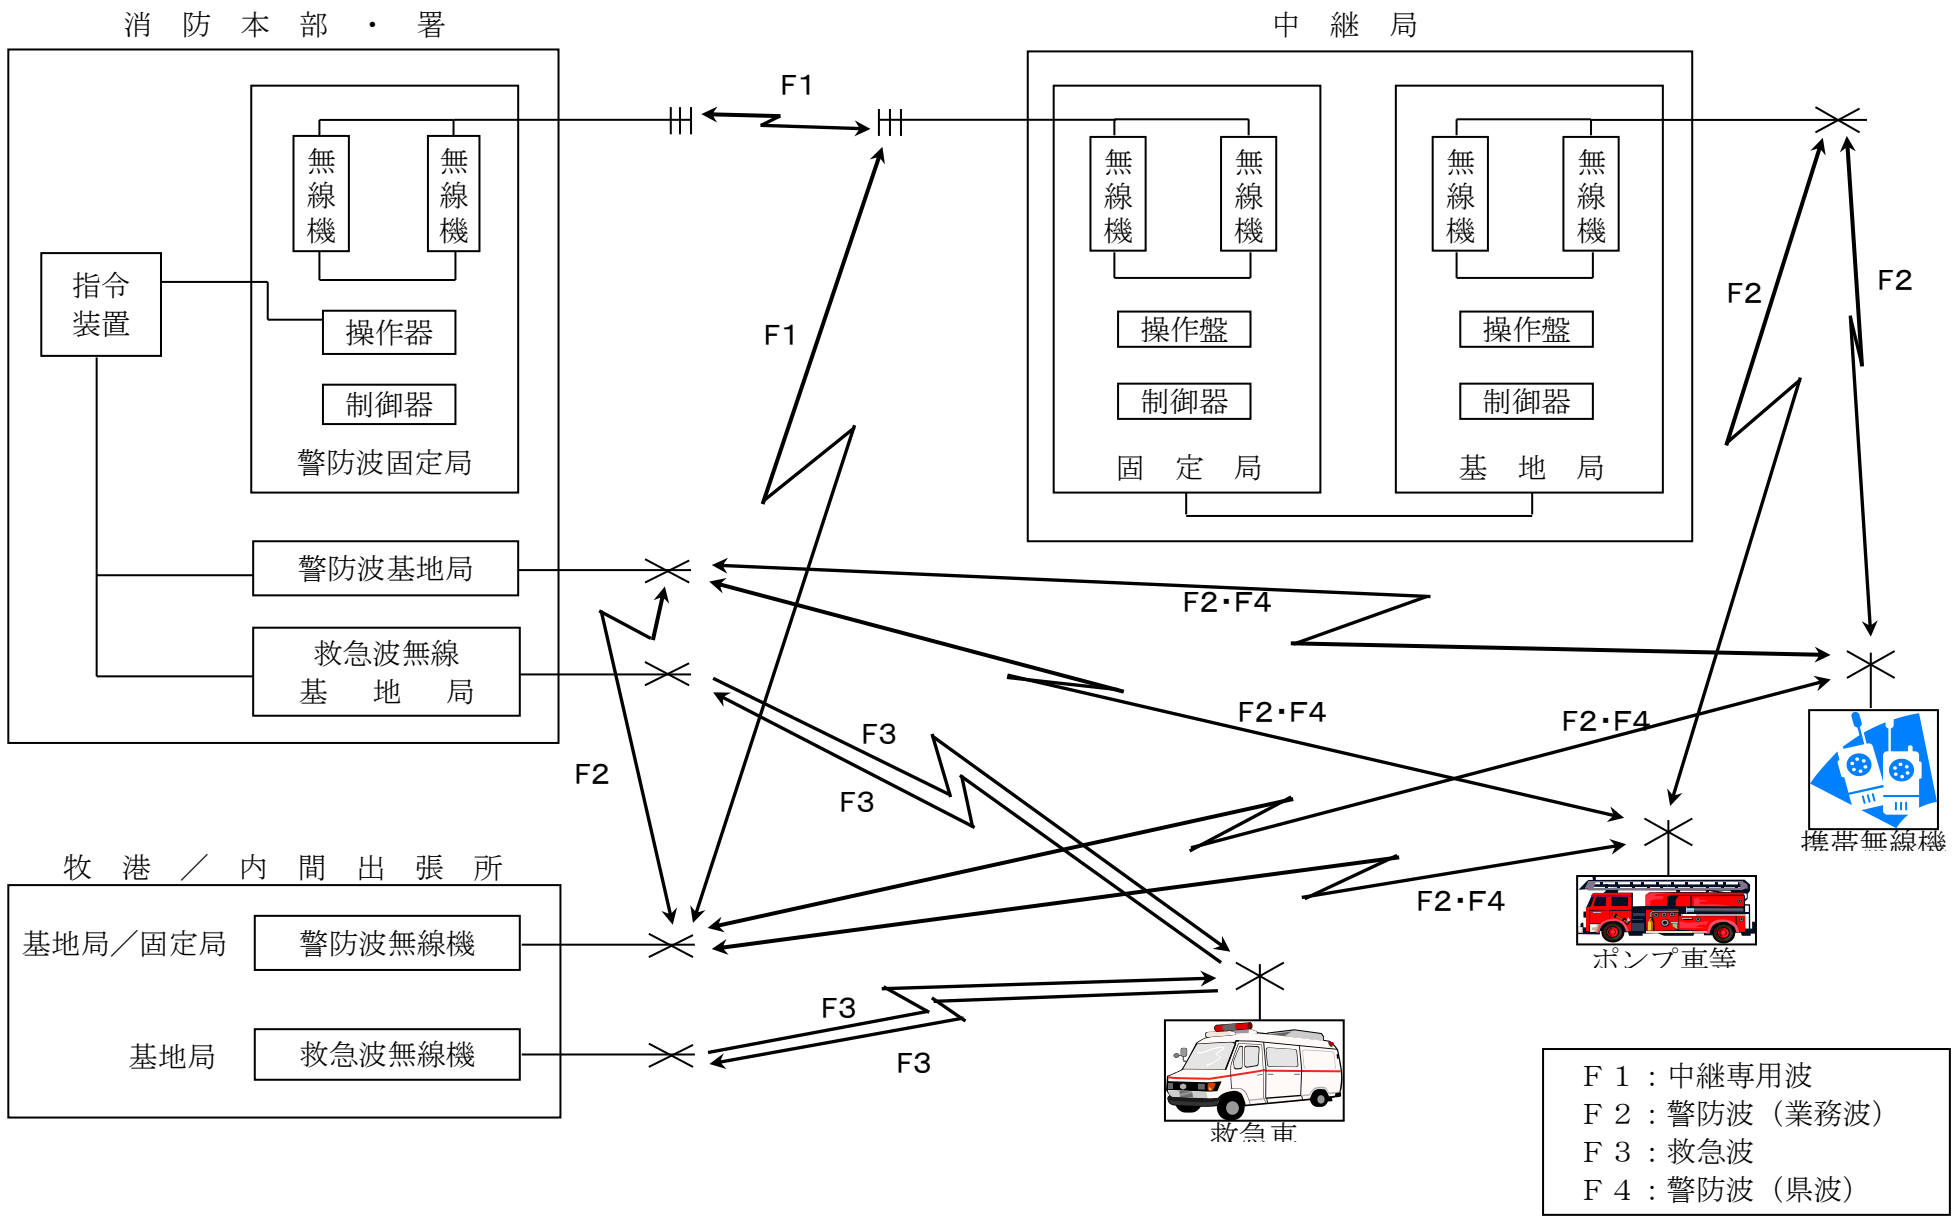 消防本部・署
中継局
F1
無線機
無線機
無線機
無線機
無線機
無線機
指令
装置
操作器
制御器
警防波固定局
F1
操作盤
制御器
固定局
操作盤
制御器
基地局
F2
F2
警防波基地局
救急波無線
基地局
F2・F4
F2・F4
F2・F4
F3
F3
F2
携帯無線機
牧港／内間出張所
基地局／固定局
警防波無線機
F2・F4
ポンプ車等
基地局
救急波無線機
F3
F3
救急車
Ｆ１：中継専用波
Ｆ２：警防波（業務波）
Ｆ３：救急波
Ｆ４：警防波（県波）